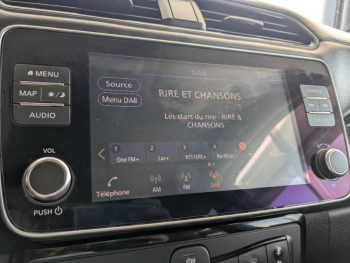 DAB
MENU
Source
MAP
Menu DAB
RIRE ET CHANSONS
AUDIO
Les stars du rire - RIRE &
CHANSONS
1 2 3 4
One FM+
VOL
Téléphone
AM FM DAB
PUSH